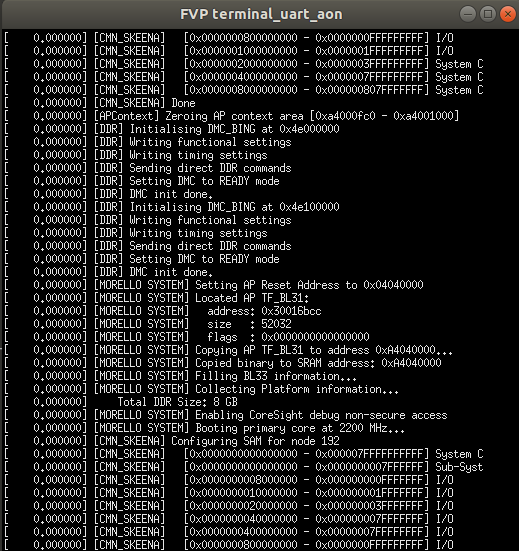 FVP terminal_uart_aon
[    0.000000] [CMN_SKEENA]   [0x0000000800000000 - 0x0000000FFFFFFFFF] I/O
[    0.000000] [CMN_SKEENA]   [0x0000001000000000 - 0x0000001FFFFFFFFF] I/O
[    0.000000] [CMN_SKEENA]   [0x0000002000000000 - 0x0000003FFFFFFFFF] System C
[    0.000000] [CMN_SKEENA]   [0x0000004000000000 - 0x0000007FFFFFFFFF] System C
[    0.000000] [CMN_SKEENA]   [0x0000008000000000 - 0x00000807FFFFFFFF] System C
[    0.000000] [CMN_SKEENA] Done
[    0.000000] [APContext] Zeroing AP context area [0xa4000fc0 - 0xa4001000]
[    0.000000] [DDR] Initialising DMC_BING at 0x4e000000
[    0.000000] [DDR] Writing functional settings
[    0.000000] [DDR] Writing timing settings
[    0.000000] [DDR] Sending direct DDR commands
[    0.000000] [DDR] Setting DMC to READY mode
[    0.000000] [DDR] DMC init done.
[    0.000000] [DDR] Initialising DMC_BING at 0x4e100000
[    0.000000] [DDR] Writing functional settings
[    0.000000] [DDR] Writing timing settings
[    0.000000] [DDR] Sending direct DDR commands
[    0.000000] [DDR] Setting DMC to READY mode
[    0.000000] [DDR] DMC init done.
[    0.000000] [MORELLO SYSTEM] Setting AP Reset Address to 0x04040000
[    0.000000] [MORELLO SYSTEM] Located AP TF_BL31:
[    0.000000] [MORELLO SYSTEM]   address: 0x30016bcc
[    0.000000] [MORELLO SYSTEM]   size   : 52032
[    0.000000] [MORELLO SYSTEM]   flags  : 0x0000000000000000
[    0.000000] [MORELLO SYSTEM] Copying AP TF_BL31 to address 0xA4040000...
[    0.000000] [MORELLO SYSTEM] Copied binary to SRAM address: 0xA4040000
[    0.000000] [MORELLO SYSTEM] Filling BL33 information...
[    0.000000] [MORELLO SYSTEM] Collecting Platform information...
[    0.000000]     Total DDR Size: 8 GB
[    0.000000] [MORELLO SYSTEM] Enabling CoreSight debug non-secure access
[    0.000000] [MORELLO SYSTEM] Booting primary core at 2200 MHz...
[    0.000000] [CMN_SKEENA] Configuring SAM for node 192
[    0.000000] [CMN_SKEENA]   [0x0000000000000000 - 0x000007FFFFFFFFFF] System C
[    0.000000] [CMN_SKEENA]   [0x0000000000000000 - 0x0000000007FFFFFF] Sub-Syst
[    0.000000] [CMN_SKEENA]   [0x0000000008000000 - 0x000000000FFFFFFF] I/O
[    0.000000] [CMN_SKEENA]   [0x0000000010000000 - 0x000000001FFFFFFF] I/O
[    0.000000] [CMN_SKEENA]   [0x0000000020000000 - 0x000000003FFFFFFF] I/O
[    0.000000] [CMN_SKEENA]   [0x0000000040000000 - 0x000000007FFFFFFF] I/O
[    0.000000] [CMN_SKEENA]   [0x0000000400000000 - 0x00000007FFFFFFFF] I/O
[    0.000000] [CMN_SKEENA]   [0x0000000800000000 - 0x0000000FFFFFFFFF] I/O